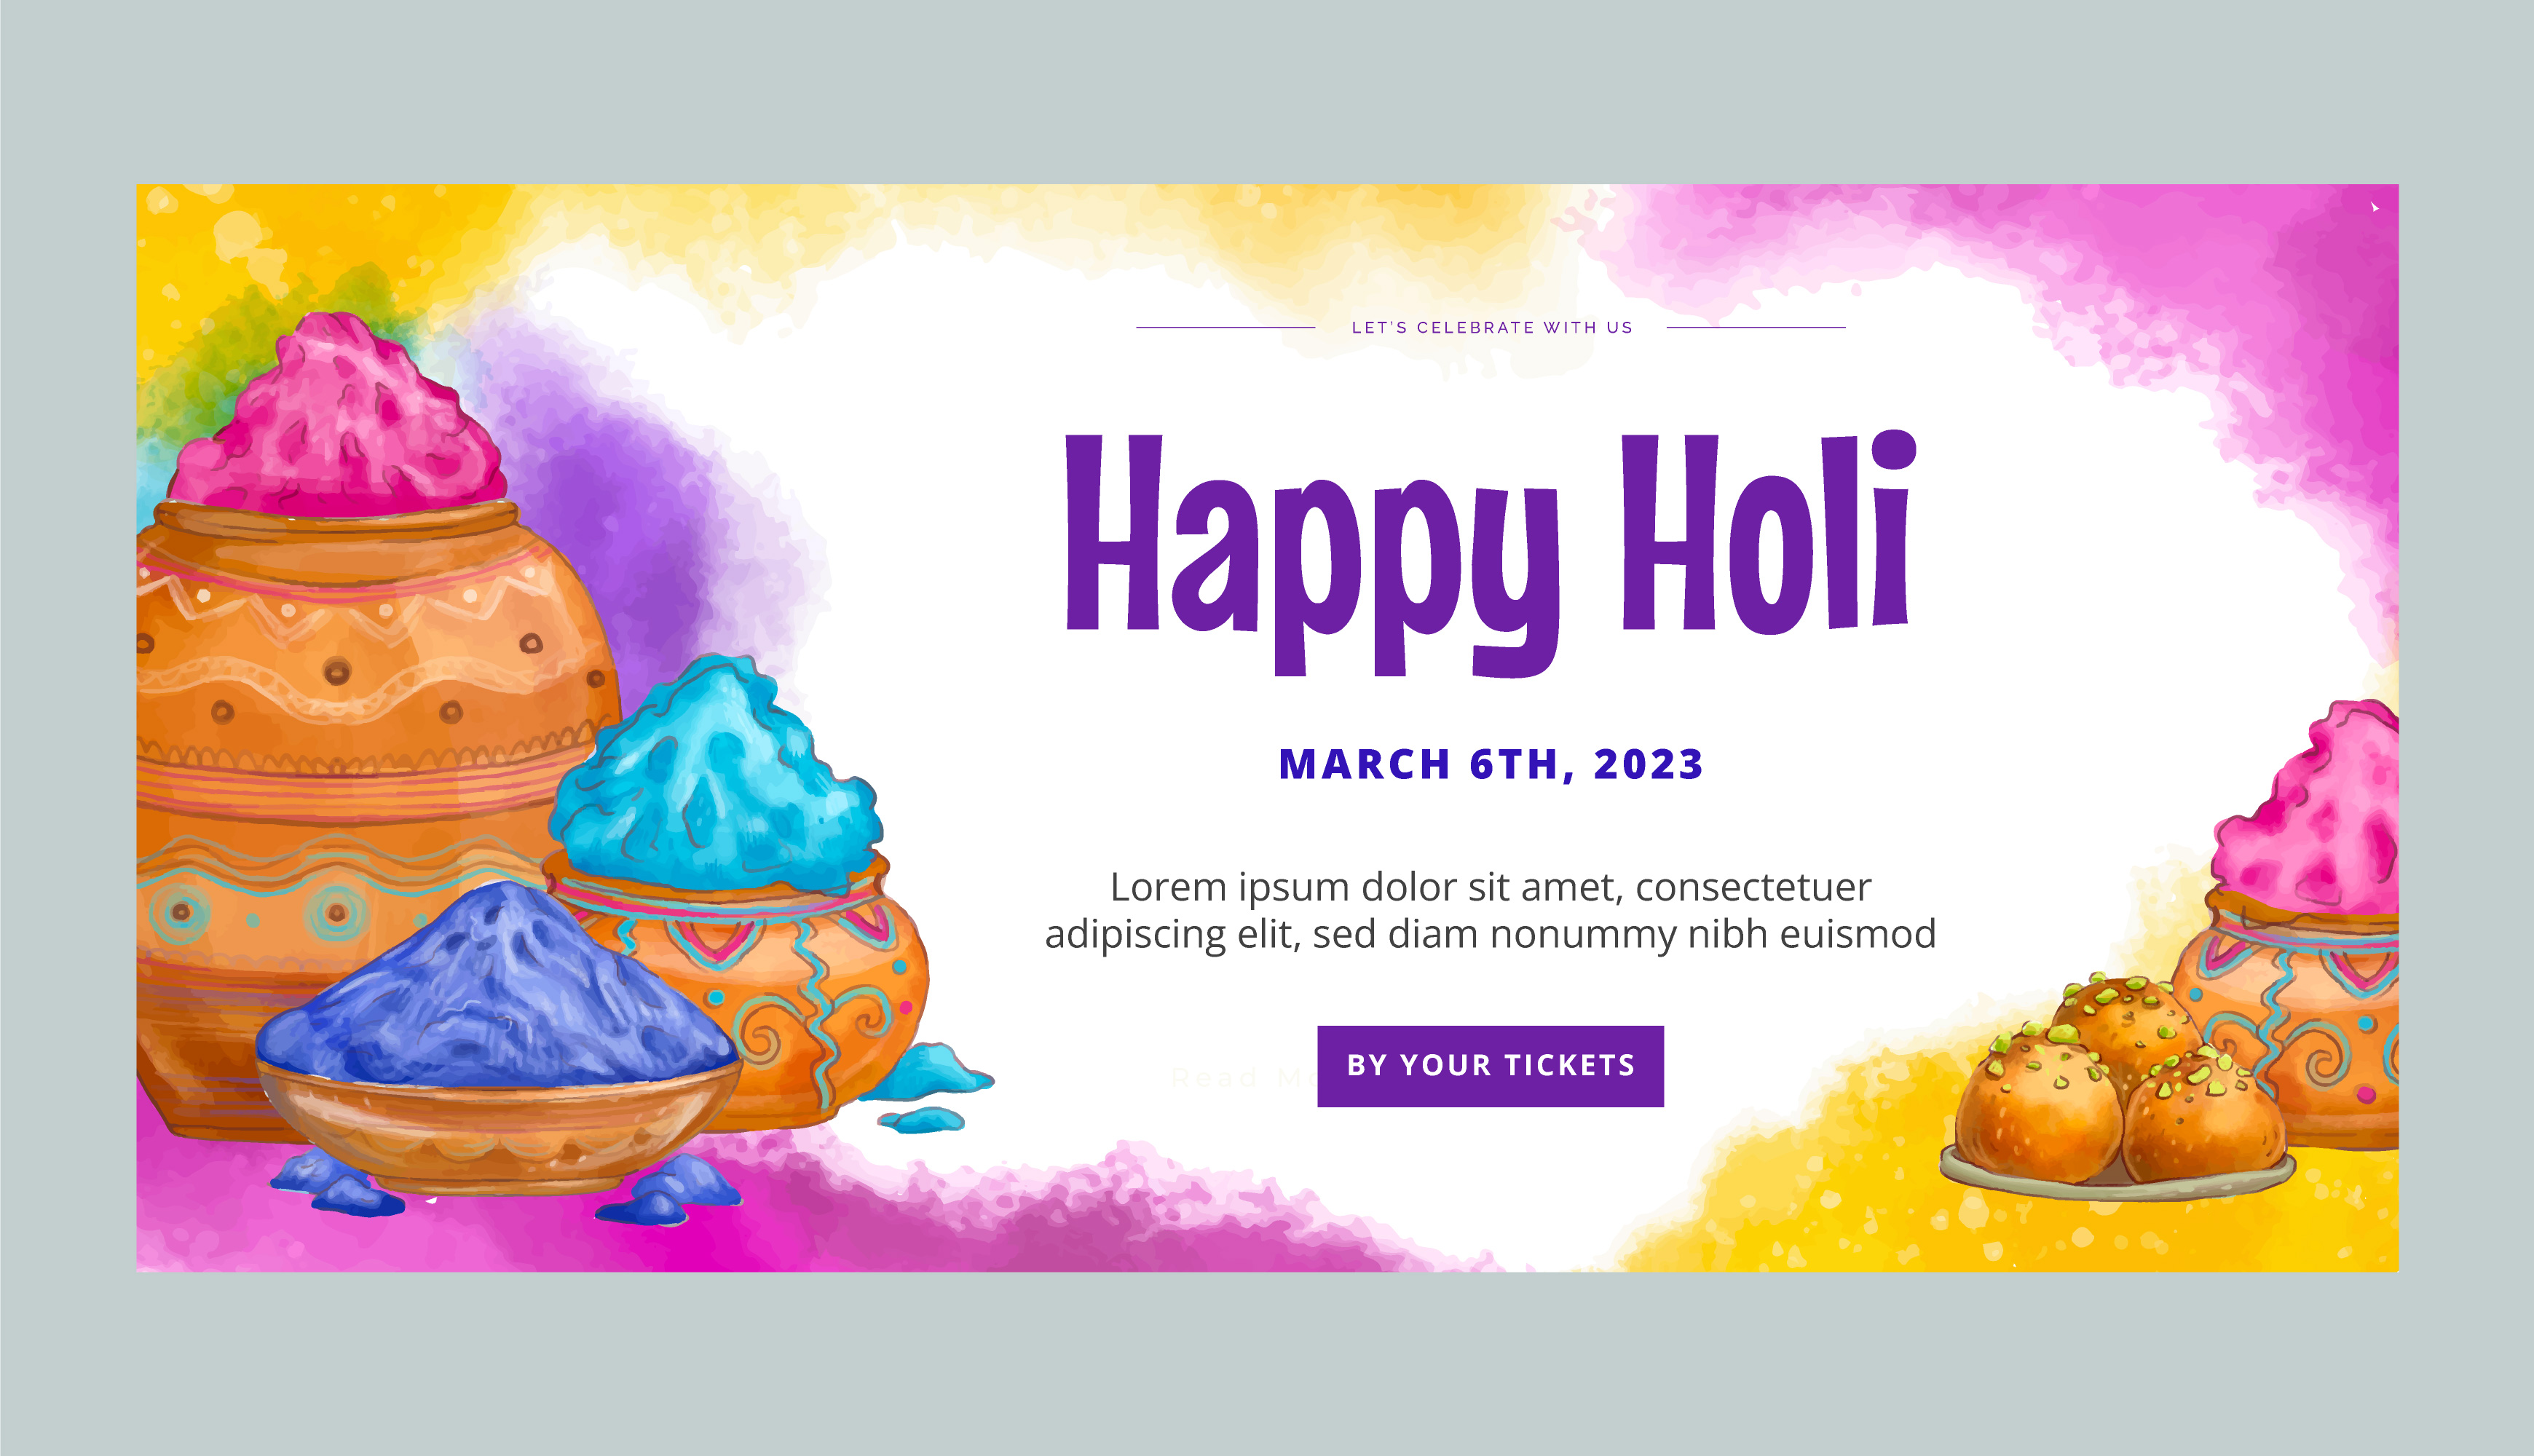 LET'S CELEBRATE WITH US
Happy Holi
MARCH 6TH, 2023
Lorem ipsum dolor sit amet, consectetuer
adipiscing elit, sed diam nonummy nibh euismod
Read
BY YOUR TICKETS